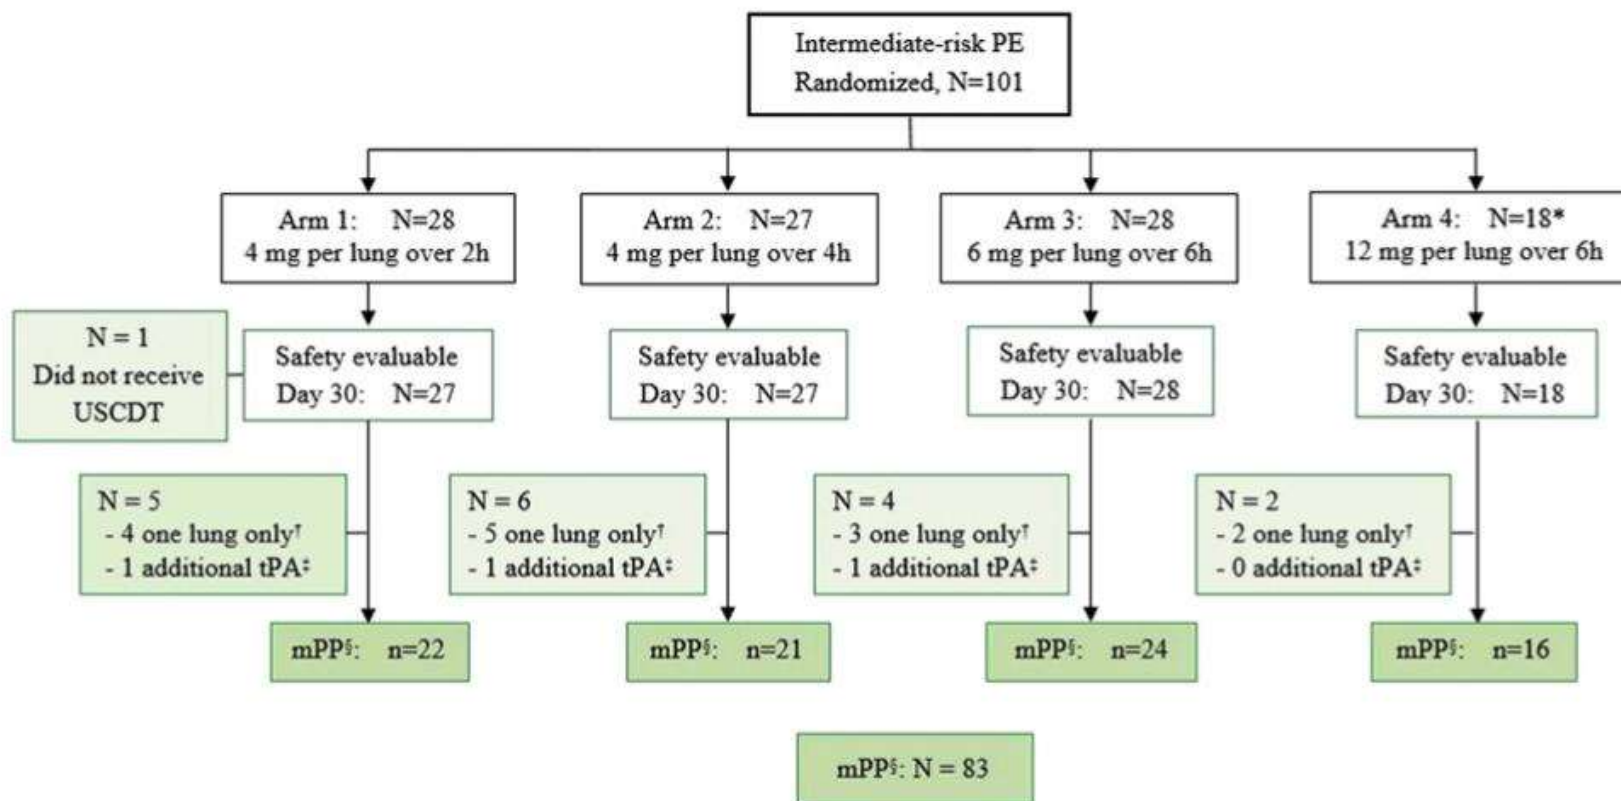 Intermediate-risk PE
Randomized, N=101
Arm 1: N=28
4 mg per lung over 2h
Arm 2: N=27
4 mg per lung over 4h
Arm 3: N=28
6 mg per lung over 6h
Arm 4: N=18*
12 mg per lung over 6h
N = 1
Did not receive
USCDT
Safety evaluable
Day 30: N=27
Safety evaluable
Day 30: N=27
Safety evaluable
Day 30: N=28
Safety evaluable
Day 30: N=18
N = 5
- 4 one lung only†
- 1 additional tPA‡
N = 6
- 5 one lung only†
- 1 additional tPA‡
N = 4
- 3 one lung only†
- 1 additional tPA‡
N = 2
- 2 one lung only†
- 0 additional tPA‡
mPP§: n=22
mPP§: n=21
mPP§: n=24
mPP§: n=16
mPP§: N = 83